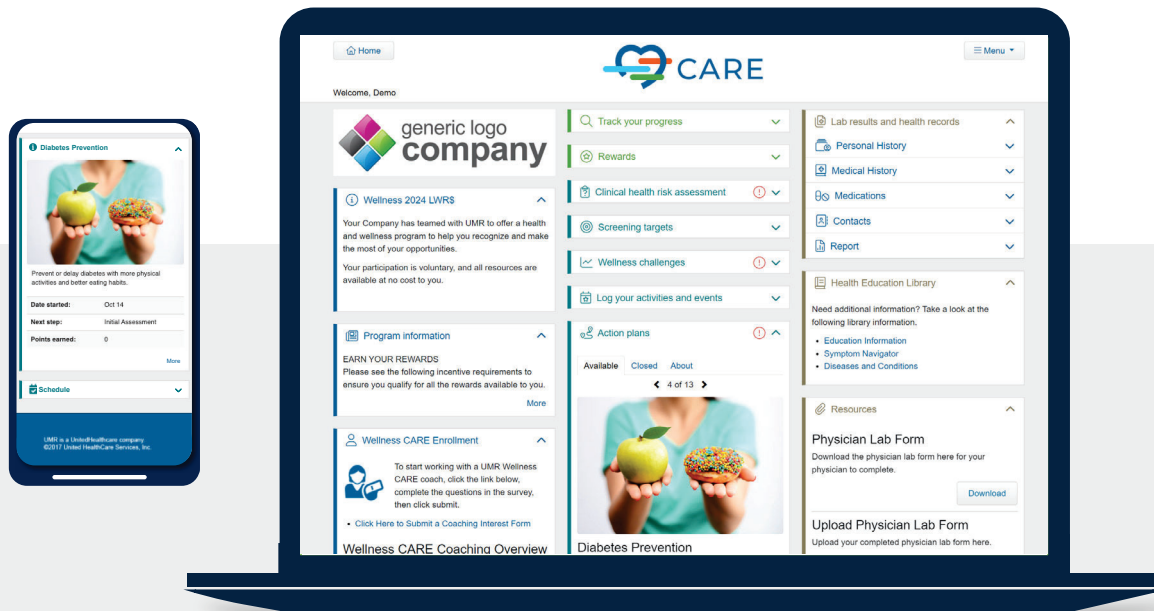 Diabetes Prevention
Prevent or delay diabetes with more physical
activities and better eating habits.
Date started: Oct 14
Next step: Initial Assessment
Points earned: 0
More
Schedule
UMR is a UnitedHealthcare company.
©2017 United HealthCare Services, Inc.
Home
CARE
Menu
Welcome, Demo
generic logo
company
Wellness 2024 LWR$
Your Company has teamed with UMR to offer a health
and wellness program to help you recognize and make
the most of your opportunities.
Your participation is voluntary, and all resources are
available at no cost to you.
Program information
EARN YOUR REWARDS
Please see the following incentive requirements to
ensure you qualify for all the rewards available to you.
More
Wellness CARE Enrollment
To start working with a UMR Wellness
CARE coach, click the link below,
complete the questions in the survey,
then click submit.
• Click Here to Submit a Coaching Interest Form
Wellness CARE Coaching Overview
Track your progress
Rewards
Clinical health risk assessment
Screening targets
Wellness challenges
Log your activities and events
Action plans
Available Closed About
4 of 13
Diabetes Prevention
Lab results and health records
Personal History
Medical History
Medications
Contacts
Report
Health Education Library
Need additional information? Take a look at the
following library information.
• Education Information
• Symptom Navigator
• Diseases and Conditions
Resources
Physician Lab Form
Download the physician lab form here for your
physician to complete.
Download
Upload Physician Lab Form
Upload your completed physician lab form here.